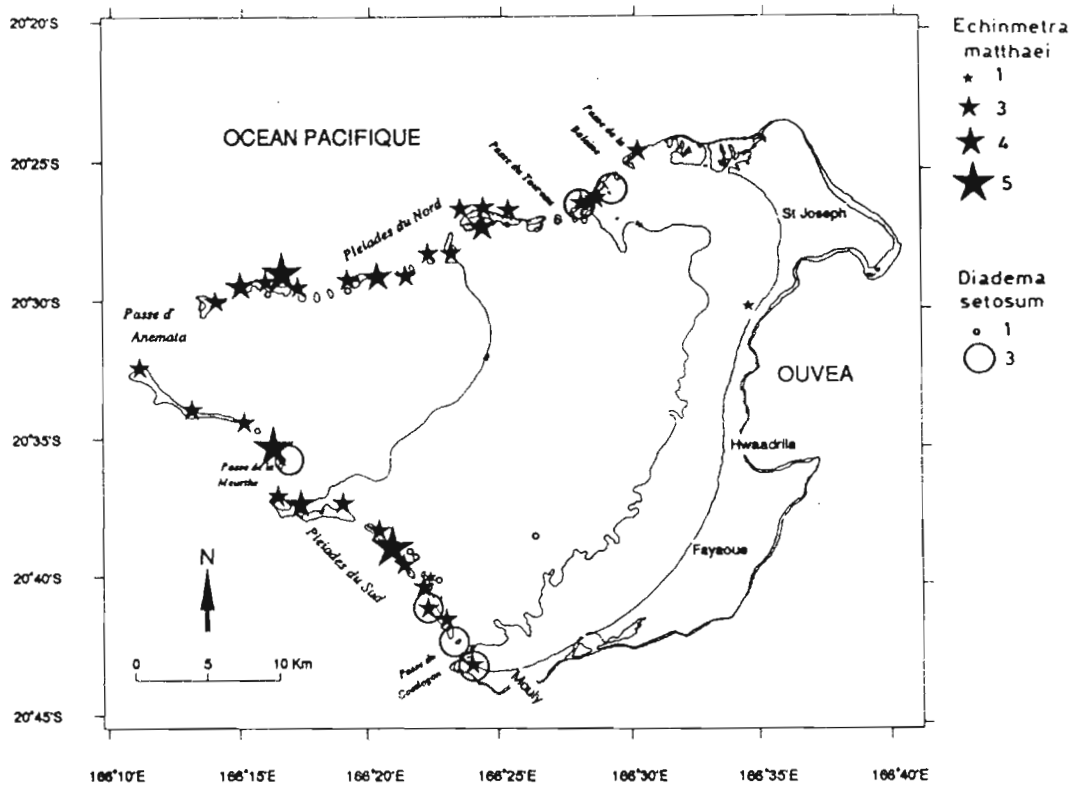 20°20'S
20°25'S
20°30'S
20°35'S
20°40'S
20°45'S
166°10'E
166°15'E
166°20'E
166°25'E
166°30'E
166°35'E
166°40'E
OCEAN PACIFIQUE
Pleiades du Nord
Passe du Taureau
Passe de la
Baleine
St Joseph
Passe d'
Anemata
OUVEA
Hwaadrila
Passe de la
Meurthe
Pleiades du Sud
Fayaoue
Passe de
Coetlogon
Mouly
N
0 5 10 Km
Echinmetra
matthaei
1
3
4
5
Diadema
setosum
1
3